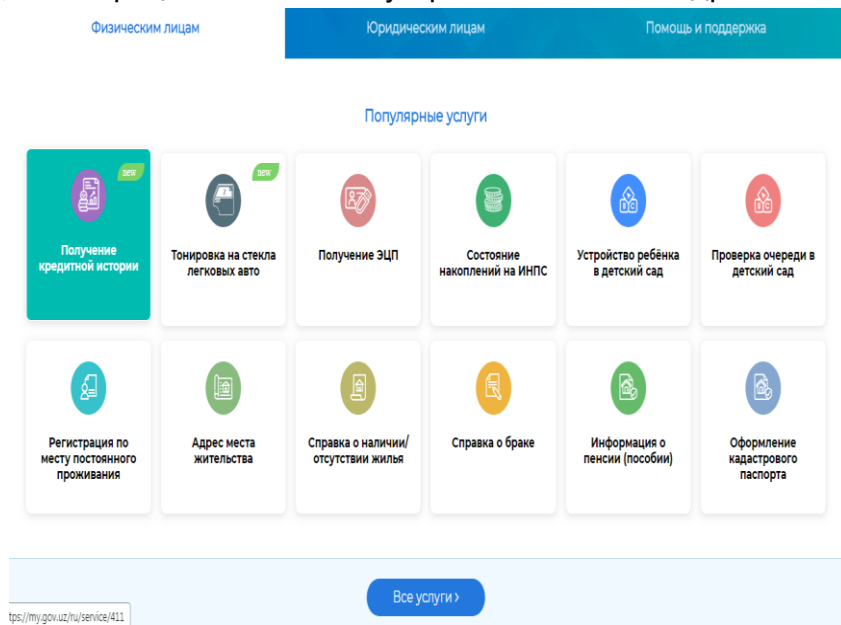 Физическим лицам
Юридическим лицам
Помощь и поддержка
Популярные услуги
new
new
Получение
кредитной истории
Тонировка на стекла
легковых авто
Получение ЭЦП
Состояние
накоплений на ИНПС
Устройство ребёнка
в детский сад
Проверка очереди в
детский сад
Регистрация по
месту постоянного
проживания
Адрес места
жительства
Справка о наличии/
отсутствии жилья
Справка о браке
Информация о
пенсии (пособии)
Оформление
кадастрового
паспорта
Все услуги >
tps://my.gov.uz/ru/service/411